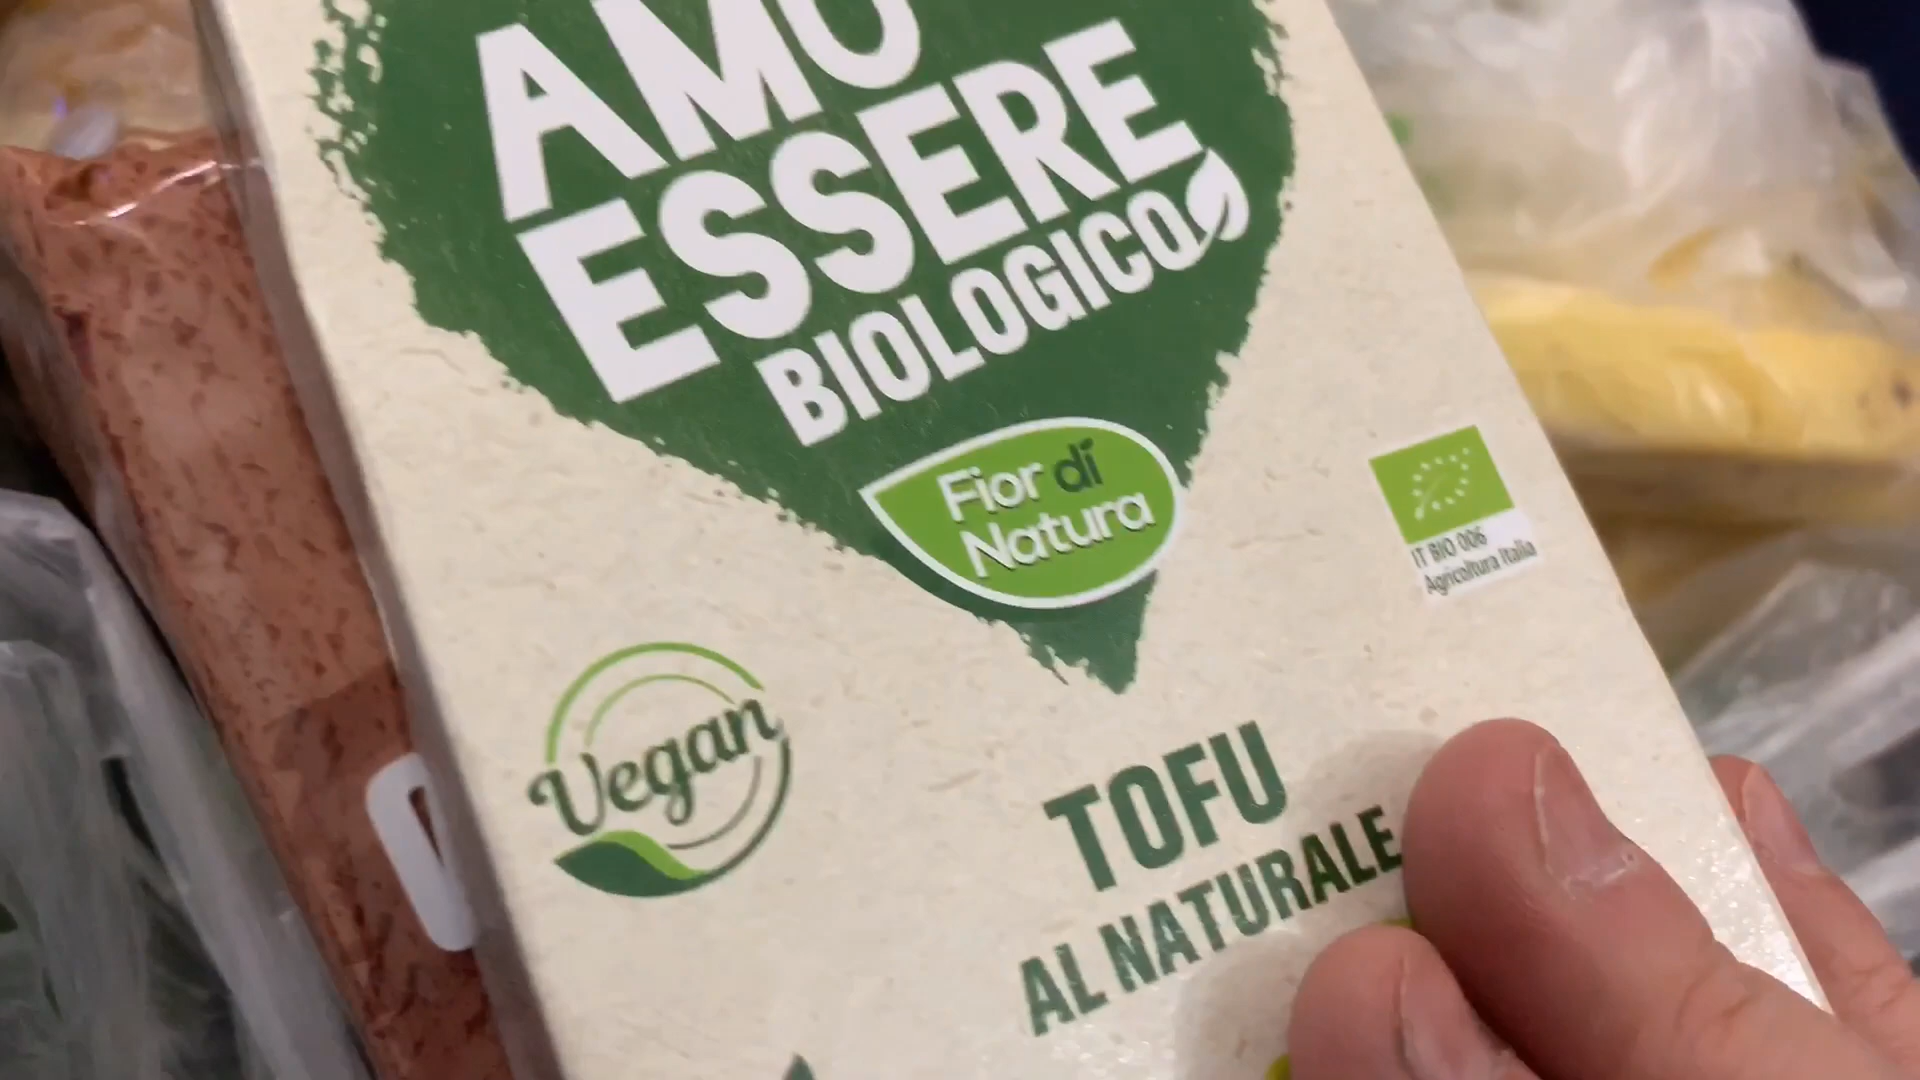 AMO
ESSERE
BIOLOGICO
Fior di
Natura
IT BIO 006
Agricoltura Italia
Vegan
TOFU
AL NATURALE